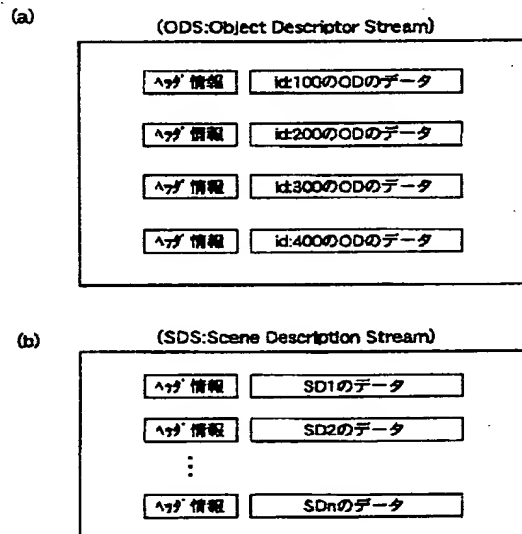 (a)
(ODS:Object Descriptor Stream)
ﾍｯﾀﾞ情報 id:100のODのデータ
ﾍｯﾀﾞ情報 id:200のODのデータ
ﾍｯﾀﾞ情報 id:300のODのデータ
ﾍｯﾀﾞ情報 id:400のODのデータ
(b)
(SDS:Scene Description Stream)
ﾍｯﾀﾞ情報 SD1のデータ
ﾍｯﾀﾞ情報 SD2のデータ
⋮
ﾍｯﾀﾞ情報 SDnのデータ